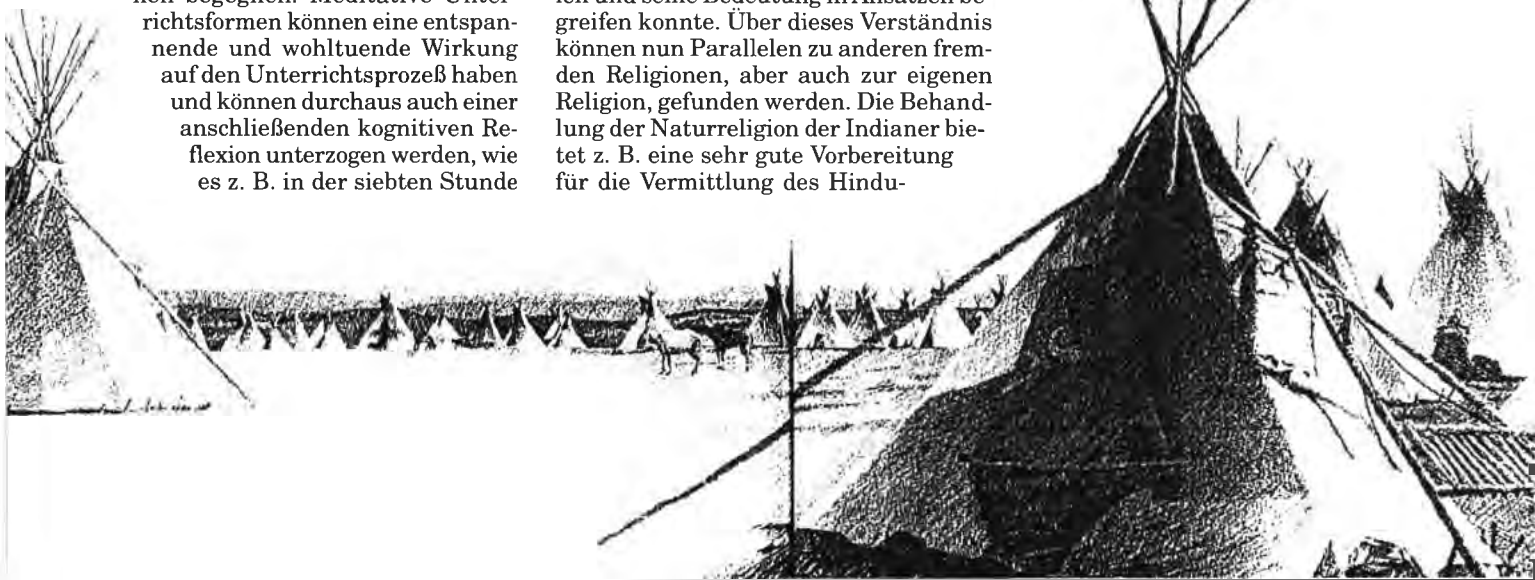 richtsformen können eine entspan-
nende und wohltuende Wirkung
auf den Unterrichtsprozeß haben
und können durchaus auch einer
anschließenden kognitiven Re-
flexion unterzogen werden, wie
es z. B. in der siebten Stunde
greifen konnte. Über dieses Verständnis
können nun Parallelen zu anderen frem-
den Religionen, aber auch zur eigenen
Religion, gefunden werden. Die Behand-
lung der Naturreligion der Indianer bie-
tet z. B. eine sehr gute Vorbereitung
für die Vermittlung des Hindu-